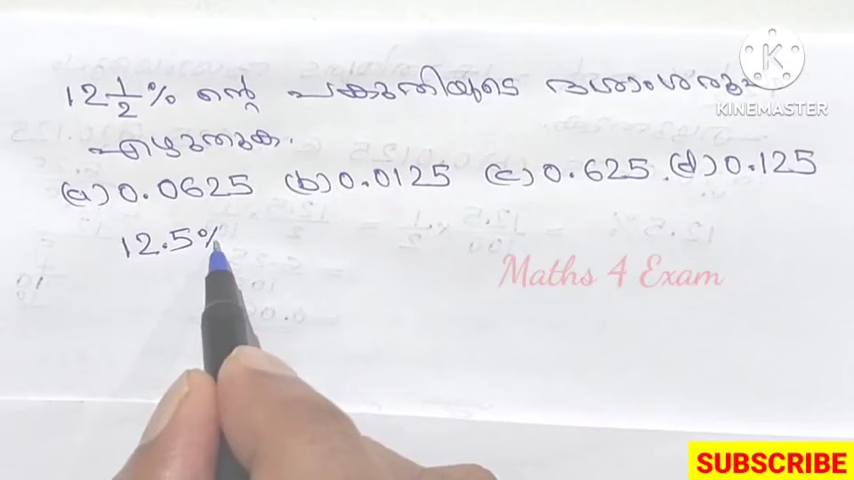 12 1/2 % ന്റെ പകുതിയുടെ ദശാംശരൂപം
എഴുതുക.
(a) 0.0625 (b) 0.0125 (c) 0.625 (d) 0.125
12.5%
KINEMASTER
Maths 4 Exam
SUBSCRIBE